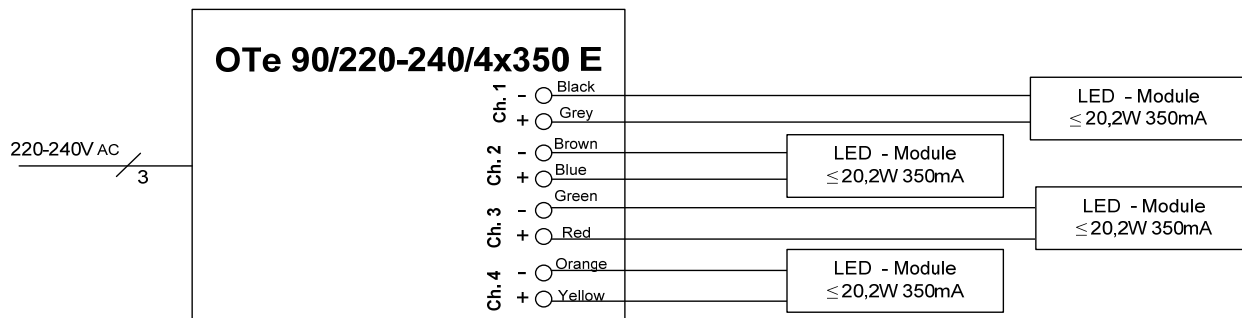 OTe 90/220-240/4x350 E
220-240V AC
3
Ch. 1
- Black
+ Grey
LED - Module
≤ 20,2W 350mA
Ch. 2
- Brown
+ Blue
LED - Module
≤ 20,2W 350mA
Ch. 3
- Green
+ Red
LED - Module
≤ 20,2W 350mA
Ch. 4
- Orange
+ Yellow
LED - Module
≤ 20,2W 350mA